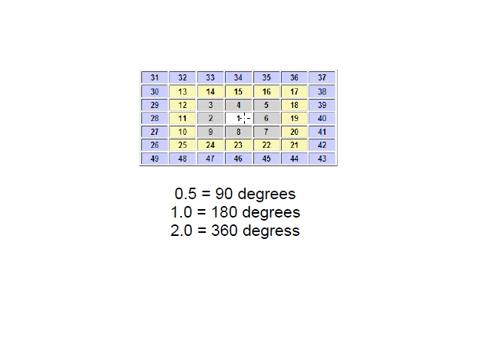 31 32 33 34 35 36 37
30 13 14 15 16 17 38
29 12 3 4 5 18 39
28 11 2 1 6 19 40
27 10 9 8 7 20 41
26 25 24 23 22 21 42
49 48 47 46 45 44 43
0.5 = 90 degrees
1.0 = 180 degrees
2.0 = 360 degress